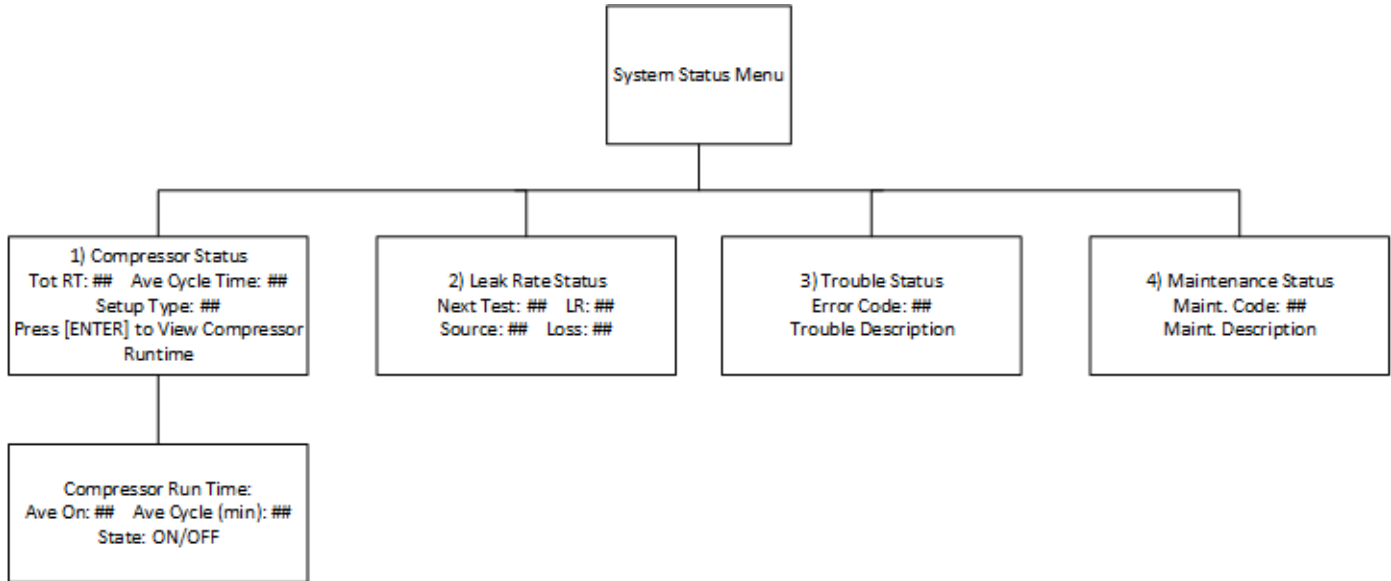 System Status Menu
1) Compressor Status
Tot RT: ## Ave Cycle Time: ##
Setup Type: ##
Press [ENTER] to View Compressor
Runtime
2) Leak Rate Status
Next Test: ## LR: ##
Source: ## Loss: ##
3) Trouble Status
Error Code: ##
Trouble Description
4) Maintenance Status
Maint. Code: ##
Maint. Description
Compressor Run Time:
Ave On: ## Ave Cycle (min): ##
State: ON/OFF